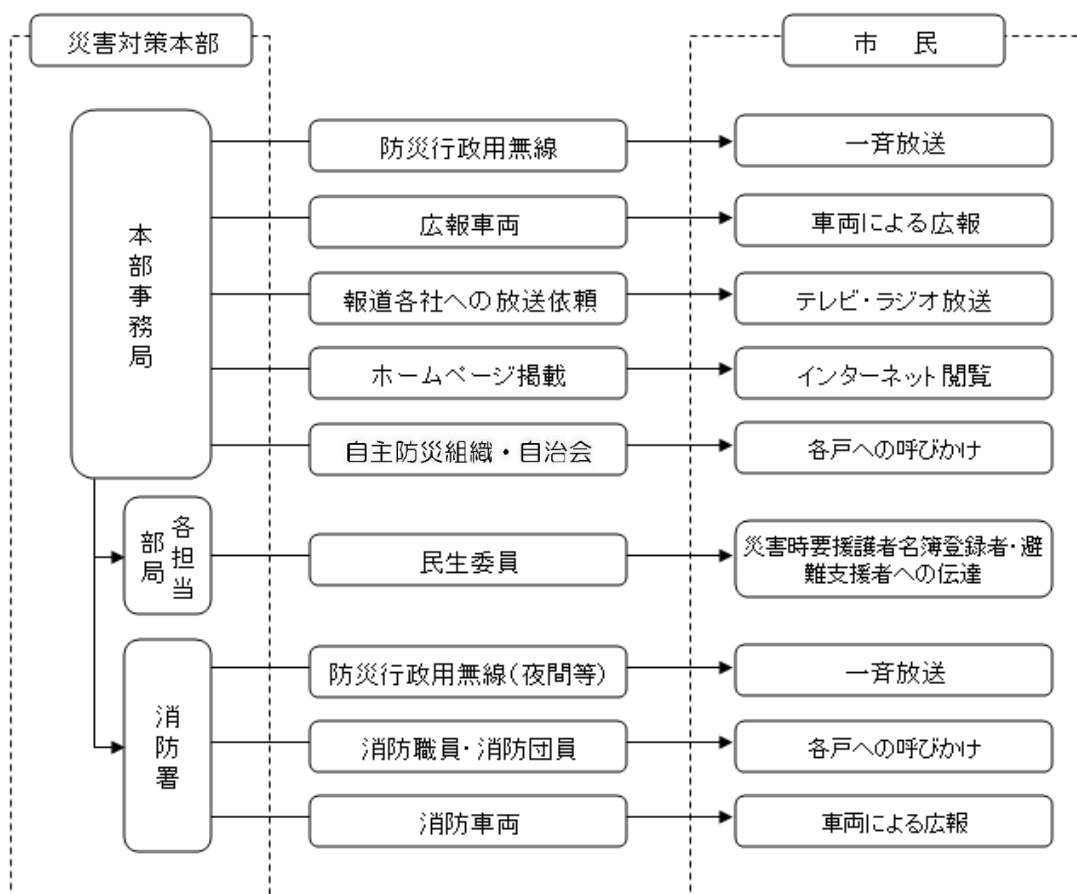 災害対策本部
市　民
本部事務局
防災行政用無線
一斉放送
広報車両
車両による広報
報道各社への放送依頼
テレビ・ラジオ放送
ホームページ掲載
インターネット閲覧
自主防災組織・自治会
各戸への呼びかけ
各担当
部局
民生委員
災害時要援護者名簿登録者・避
難支援者への伝達
消防署
防災行政用無線(夜間等)
一斉放送
消防職員・消防団員
各戸への呼びかけ
消防車両
車両による広報